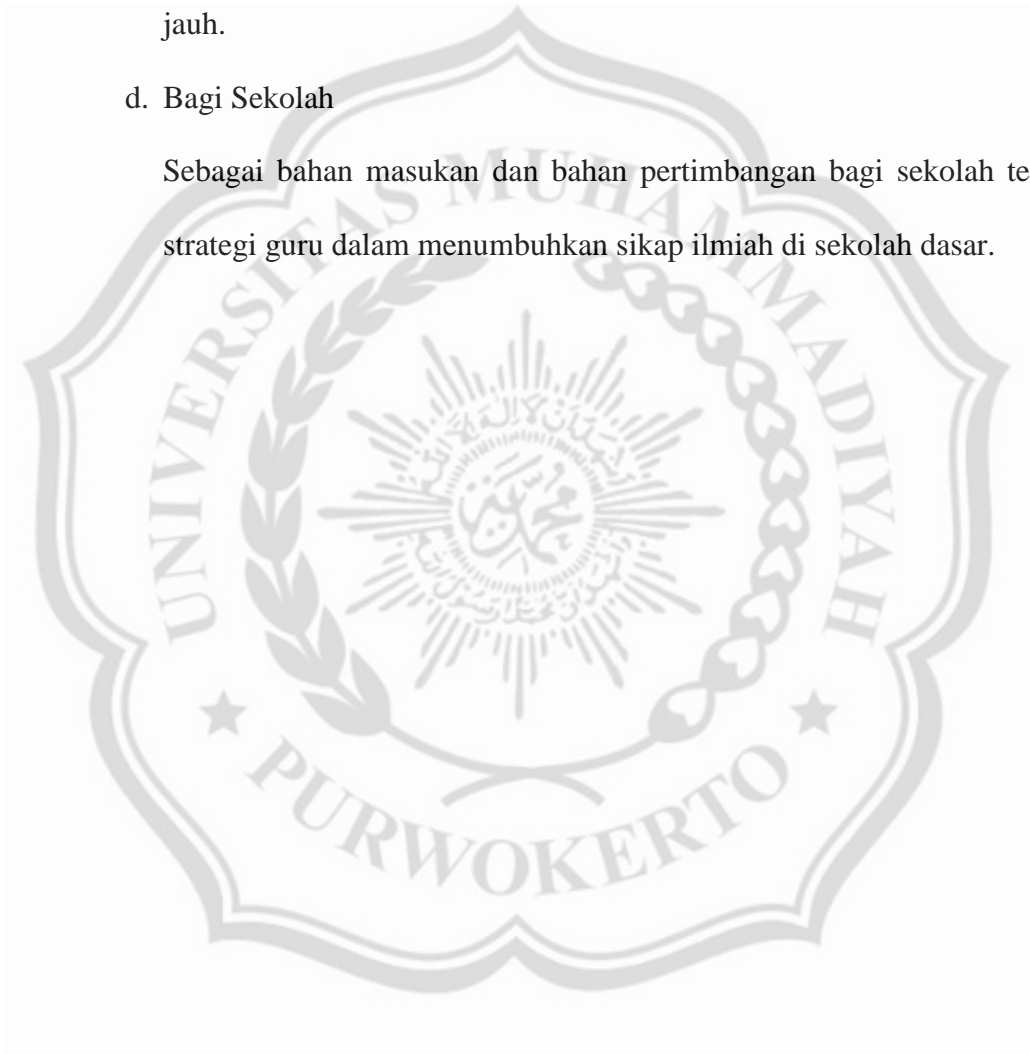 jauh.
d. Bagi Sekolah
Sebagai bahan masukan dan bahan pertimbangan bagi sekolah te
strategi guru dalam menumbuhkan sikap ilmiah di sekolah dasar.
UNIVERSITAS MUHAMMADIYAH
محمدية
PURWOKERTO